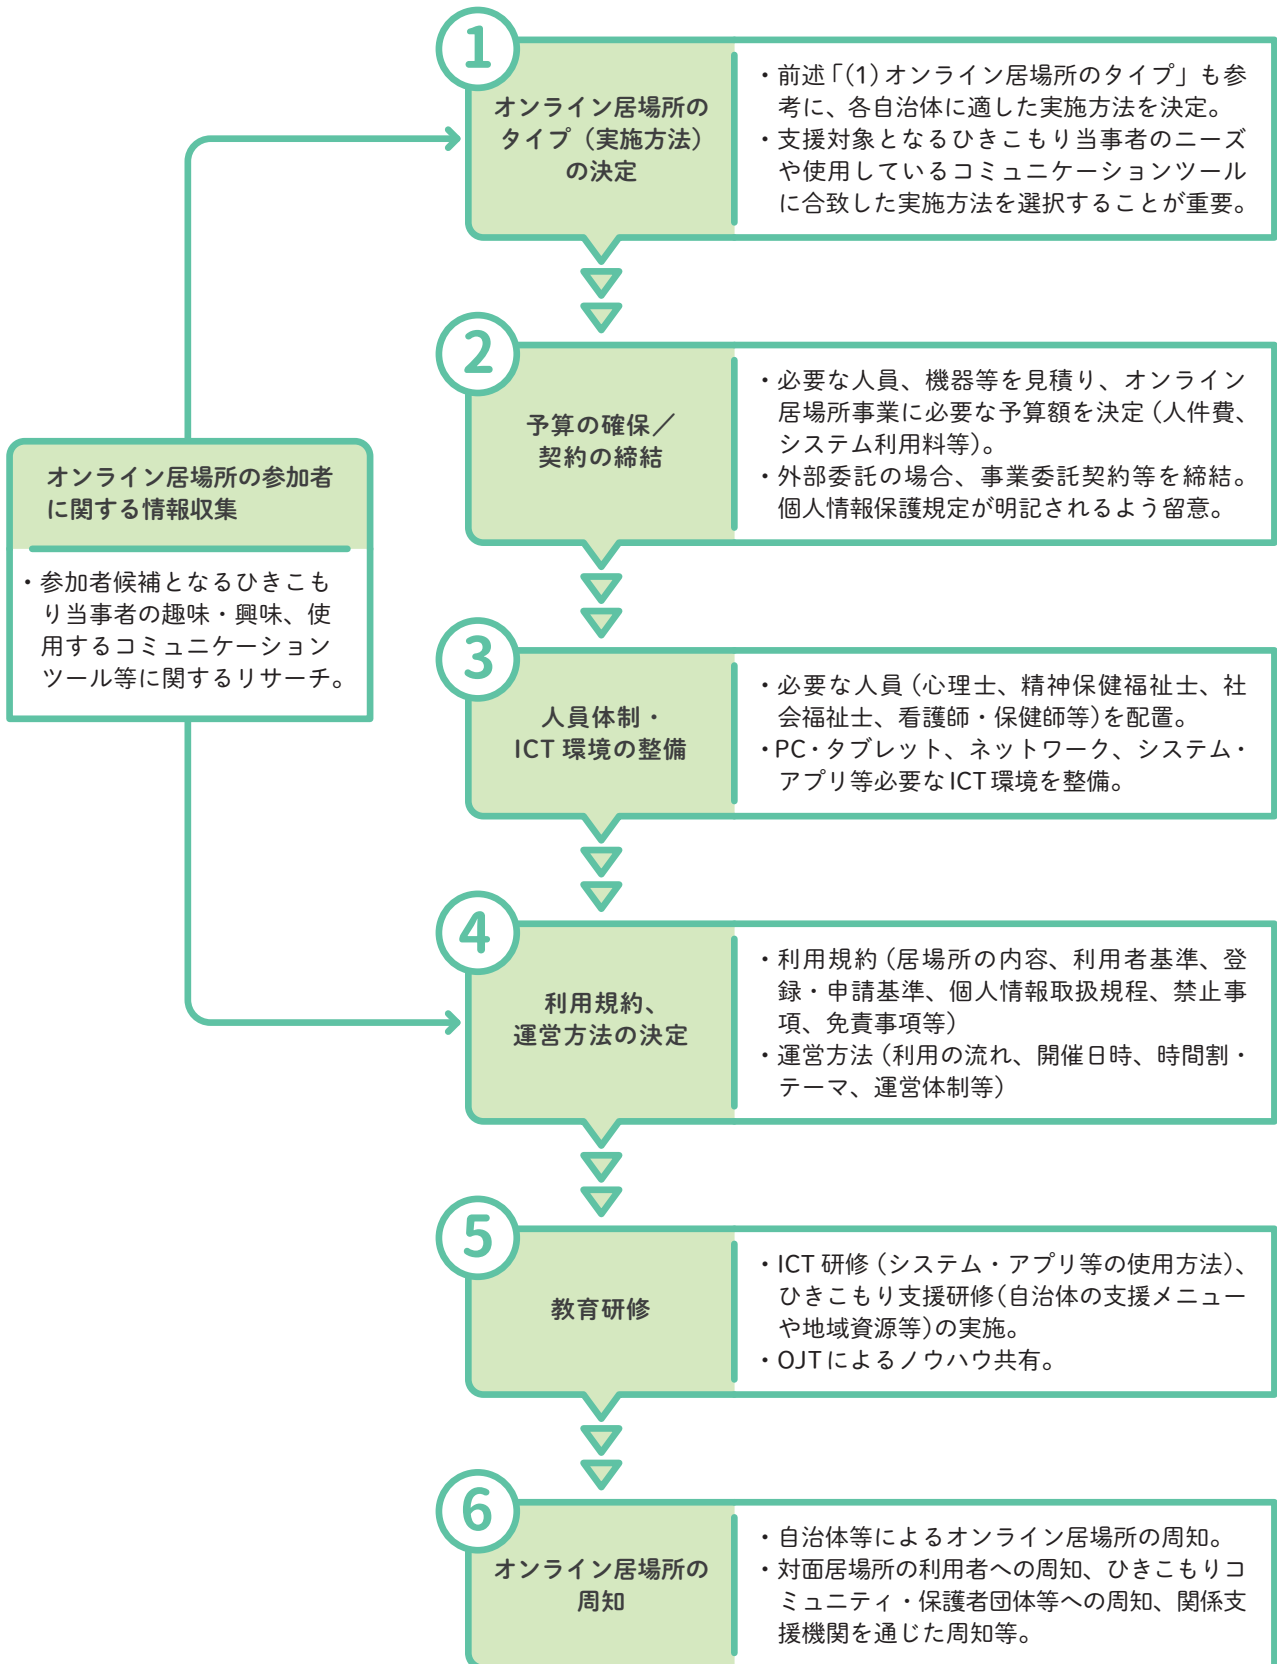 1
オンライン居場所の
タイプ（実施方法）
の決定
・前述「(1)オンライン居場所のタイプ」も参
考に、各自治体に適した実施方法を決定。
・支援対象となるひきこもり当事者のニーズ
や使用しているコミュニケーションツール
に合致した実施方法を選択することが重要。
2
予算の確保／
契約の締結
・必要な人員、機器等を見積り、オンライン
居場所事業に必要な予算額を決定（人件費、
システム利用料等）。
・外部委託の場合、事業委託契約等を締結。
個人情報保護規定が明記されるよう留意。
オンライン居場所の参加者
に関する情報収集
・参加者候補となるひきこも
り当事者の趣味・興味、使
用するコミュニケーション
ツール等に関するリサーチ。
3
人員体制・
ICT 環境の整備
・必要な人員（心理士、精神保健福祉士、社
会福祉士、看護師・保健師等）を配置。
・PC・タブレット、ネットワーク、システム・
アプリ等必要なICT環境を整備。
4
利用規約、
運営方法の決定
・利用規約（居場所の内容、利用者基準、登
録・申請基準、個人情報取扱規程、禁止事
項、免責事項等）
・運営方法（利用の流れ、開催日時、時間割・
テーマ、運営体制等）
5
教育研修
・ICT 研修（システム・アプリ等の使用方法）、
ひきこもり支援研修（自治体の支援メニュー
や地域資源等）の実施。
・OJTによるノウハウ共有。
6
オンライン居場所の
周知
・自治体等によるオンライン居場所の周知。
・対面居場所の利用者への周知、ひきこもりコ
ミュニティ・保護者団体等への周知、関係支
援機関を通じた周知等。